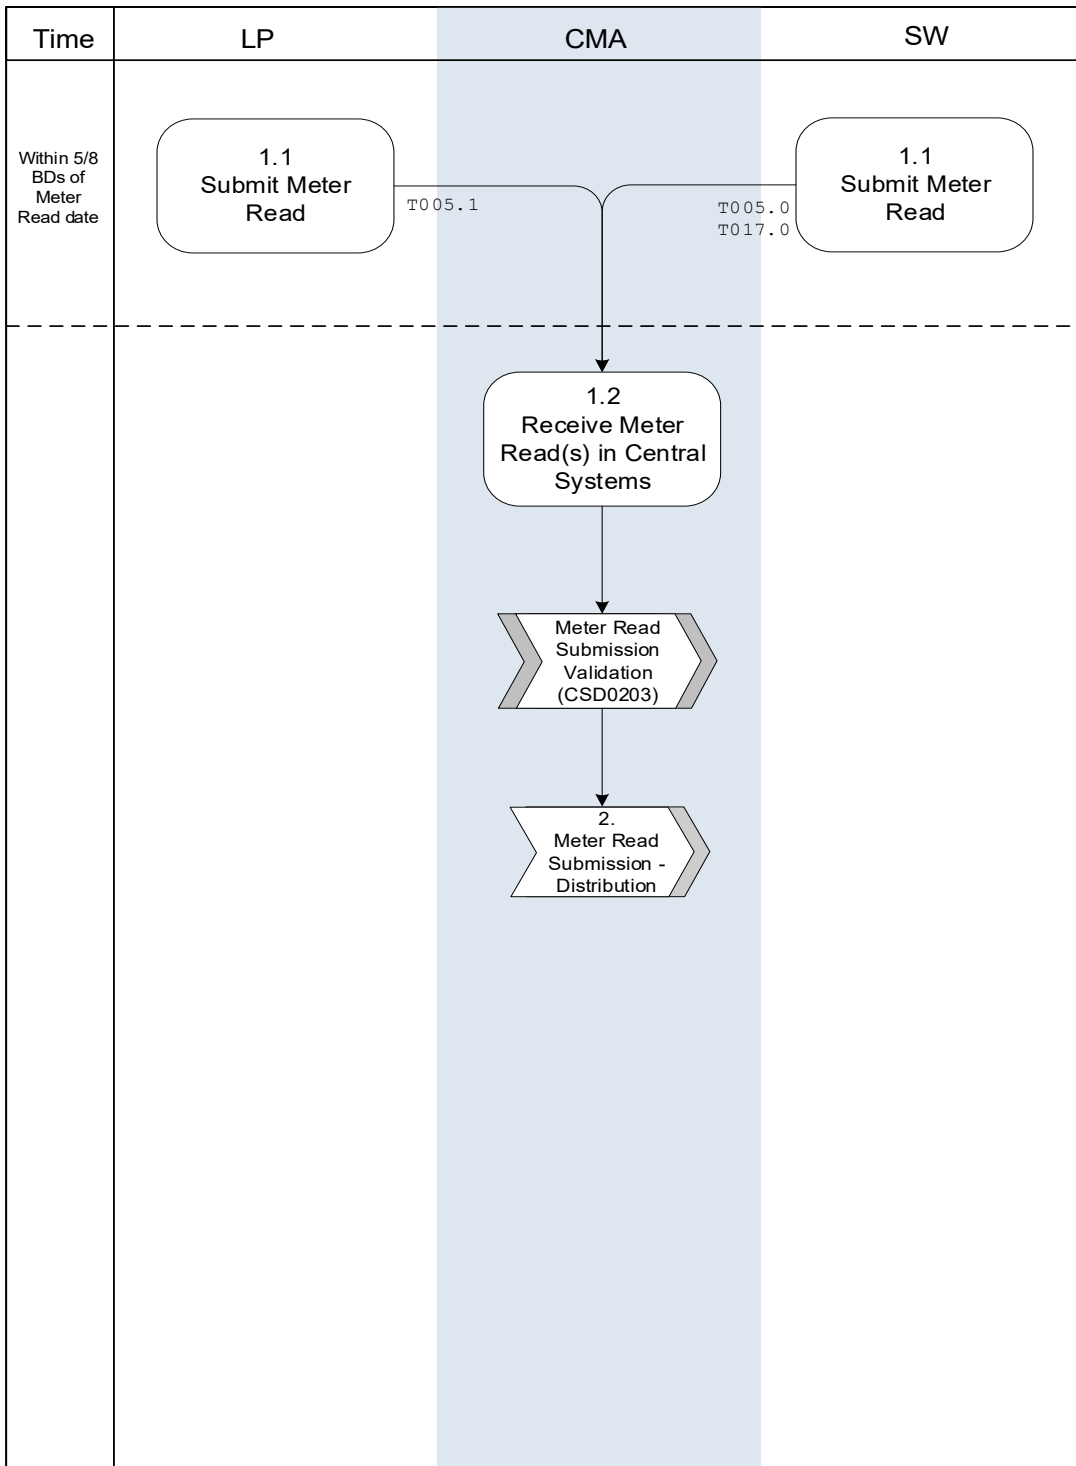 Time
LP
CMA
SW
Within 5/8
BDs of
Meter
Read date
1.1
Submit Meter
Read
T005.1
T005.0
T017.0
1.1
Submit Meter
Read
1.2
Receive Meter
Read(s) in Central
Systems
Meter Read
Submission
Validation
(CSD0203)
2.
Meter Read
Submission -
Distribution